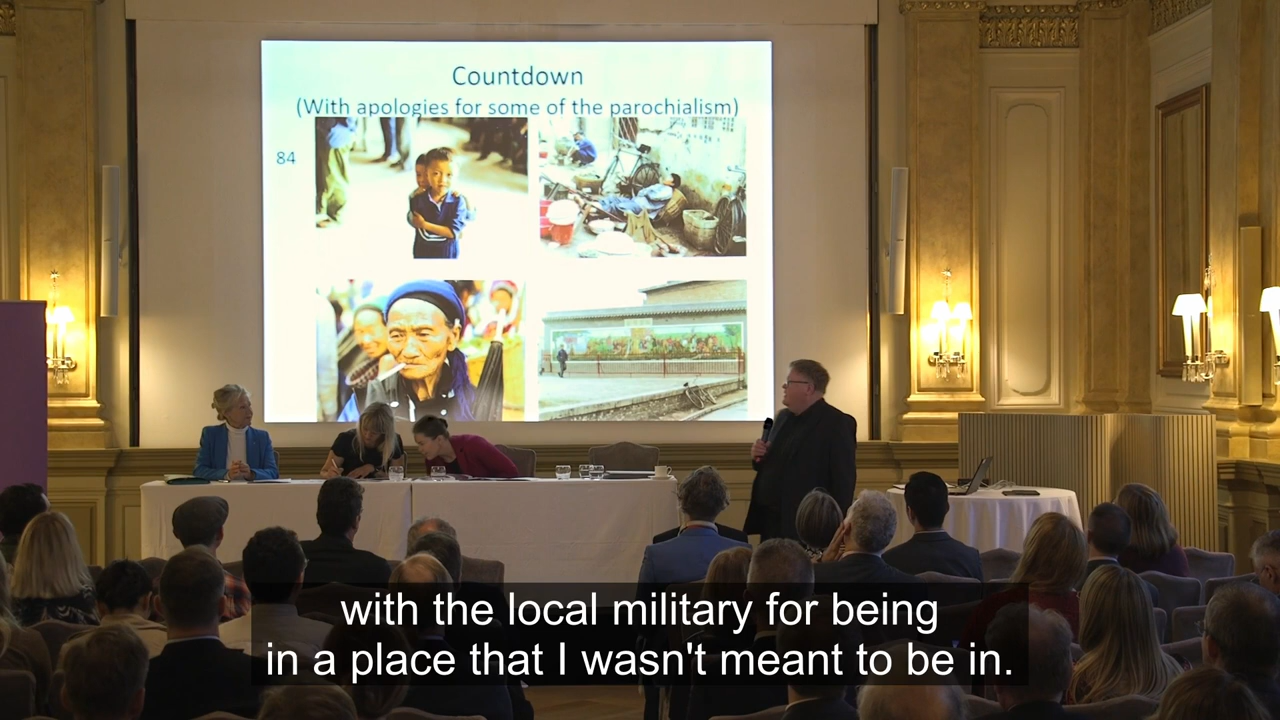 Countdown
(With apologies for some of the parochialism)
84
with the local military for being
in a place that I wasn't meant to be in.